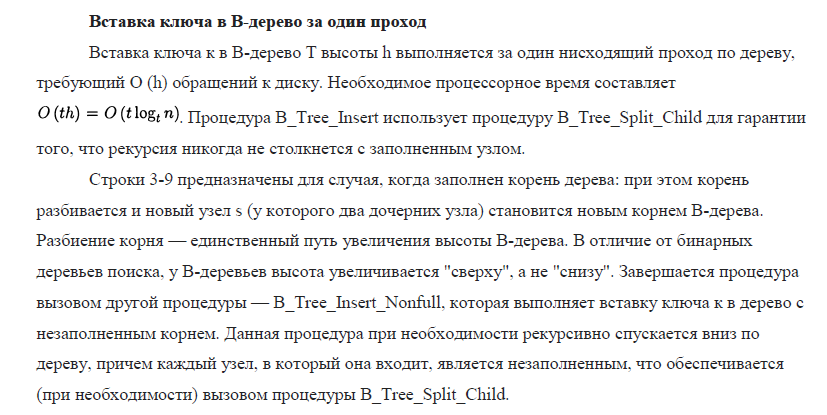 Вставка ключа в В-дерево за один проход
Вставка ключа к в В-дерево Т высоты h выполняется за один нисходящий проход по дереву,
требующий О (h) обращений к диску. Необходимое процессорное время составляет
O (th) = O (t log_t n). Процедура B_Tree_Insert использует процедуру B_Tree_Split_Child для гарантии
того, что рекурсия никогда не столкнется с заполненным узлом.
Строки 3-9 предназначены для случая, когда заполнен корень дерева: при этом корень
разбивается и новый узел s (у которого два дочерних узла) становится новым корнем В-дерева.
Разбиение корня — единственный путь увеличения высоты В-дерева. В отличие от бинарных
деревьев поиска, у В-деревьев высота увеличивается "сверху", а не "снизу". Завершается процедура
вызовом другой процедуры — B_Tree_Insert_Nonfull, которая выполняет вставку ключа к в дерево с
незаполненным корнем. Данная процедура при необходимости рекурсивно спускается вниз по
дереву, причем каждый узел, в который она входит, является незаполненным, что обеспечивается
(при необходимости) вызовом процедуры B_Tree_Split_Child.